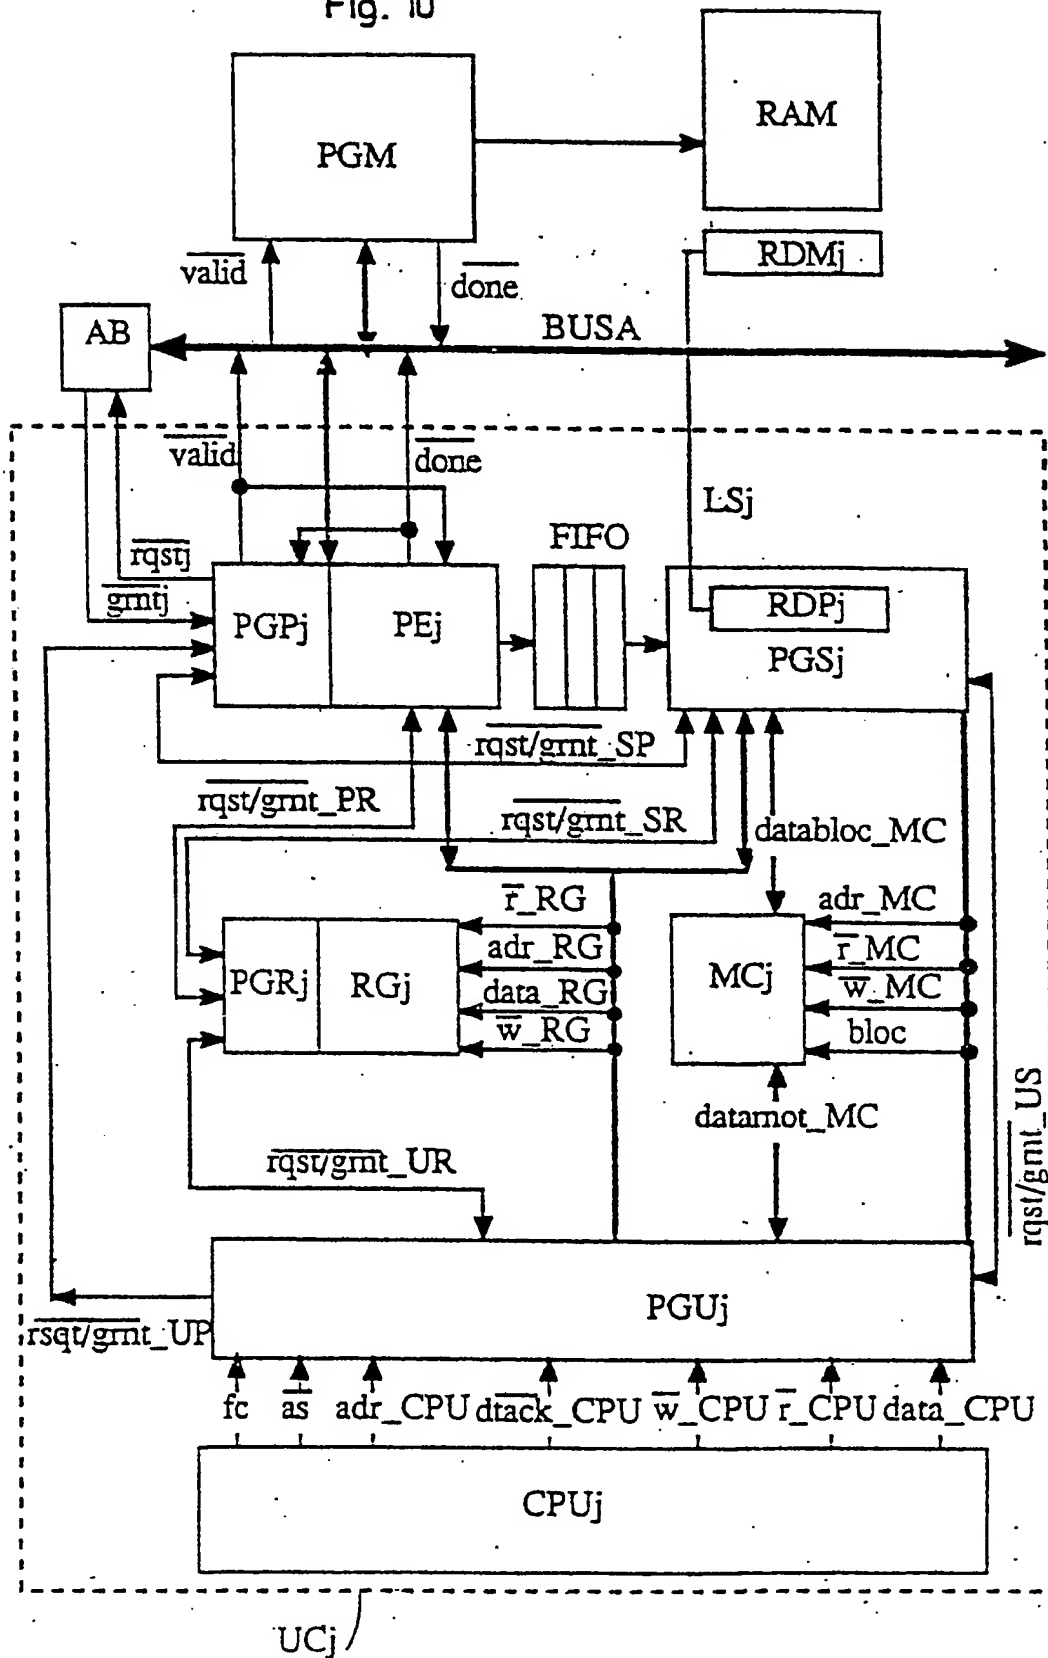 Fig. 10
RAM
PGM
RDMj
valid
done
AB
BUSA
valid
done
LSj
FIFO
rqstj
grntj
RDPj
PGPj
PEj
PGSj
rqst/grnt_SP
rqst/grnt_PR
rqst/grnt_SR
databloc_MC
r_RG
adr_MC
adr_RG
r_MC
PGRj
RGj
MCj
data_RG
w_MC
w_RG
bloc
datamot_MC
rqst/grnt_US
rqst/grnt_UR
PGUj
rsqt/grnt_UP
fc as adr_CPU dtack_CPU w_CPU r_CPU data_CPU
CPUj
UCj